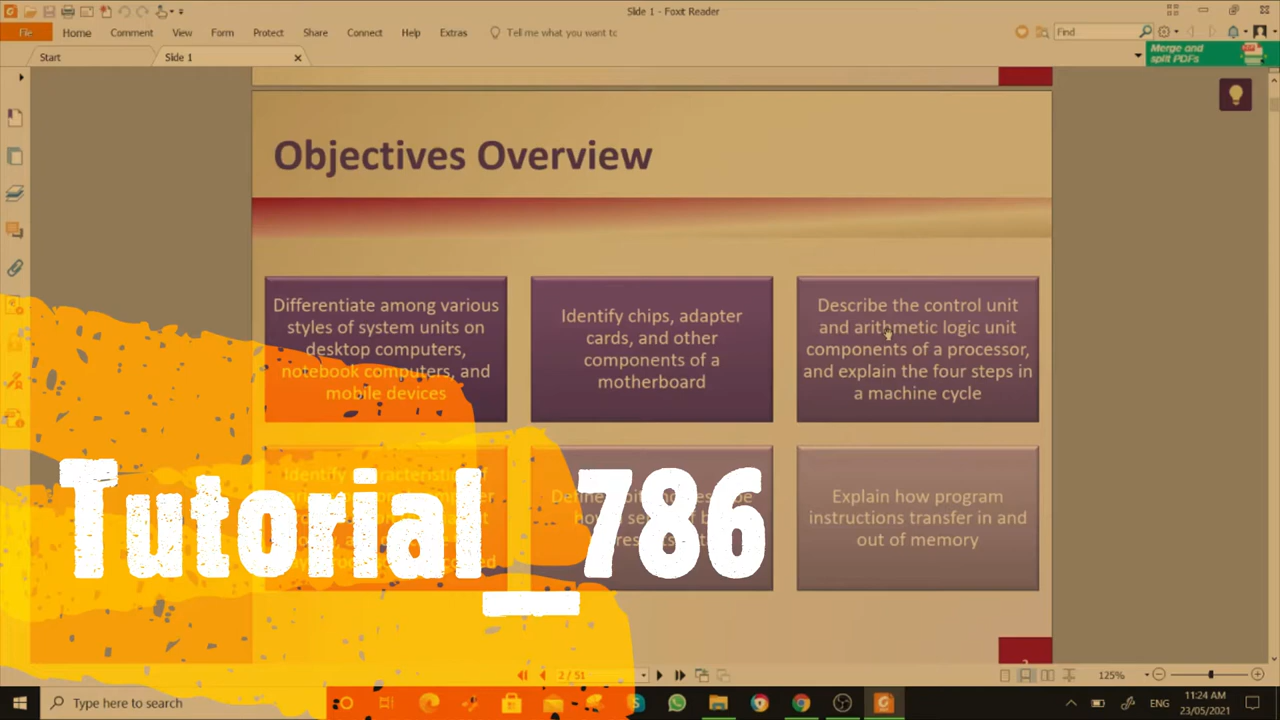 Slide 1 - Foxit Reader
File Home Comment View Form Protect Share Connect Help Extras Tell me what you want to Find
Merge and
split PDFs
Start Slide 1
Objectives Overview
Differentiate among various
styles of system units on
desktop computers,
notebook computers, and
mobile devices
Identify chips, adapter
cards, and other
components of a
motherboard
Describe the control unit
and arithmetic logic unit
components of a processor,
and explain the four steps in
a machine cycle
Identify
Explain how program
instructions transfer in and
out of memory
Tutorial_786
2 / 51
125%
Type here to search
ENG
11:24 AM
23/05/2021